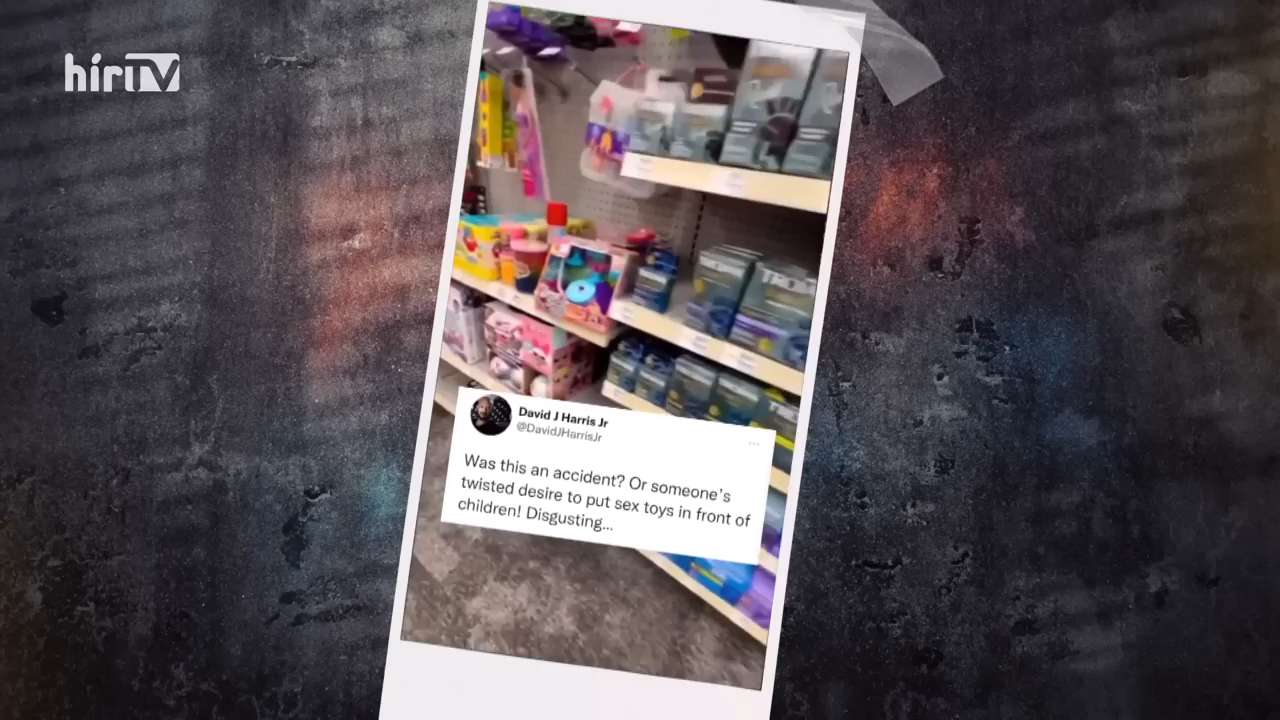 hírTV
David J Harris Jr
@DavidJHarrisJr
Was this an accident? Or someone's
twisted desire to put sex toys in front of
children! Disgusting...